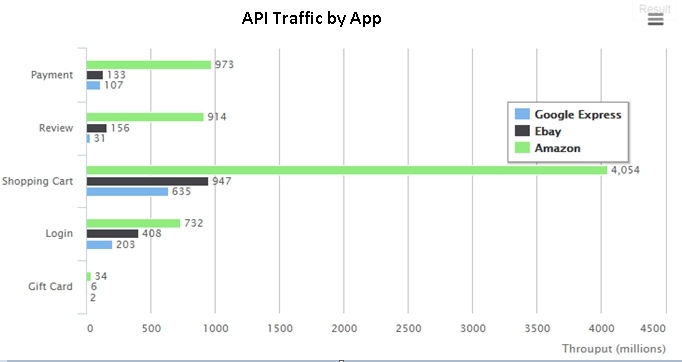 API Traffic by App
Result
Payment
973
133
107
Review
914
156
31
Google Express
Ebay
Amazon
Shopping Cart
4,054
947
635
Login
732
408
203
Gift Card
34
6
2
0 500 1000 1500 2000 2500 3000 3500 4000 4500
Throuput (millions)